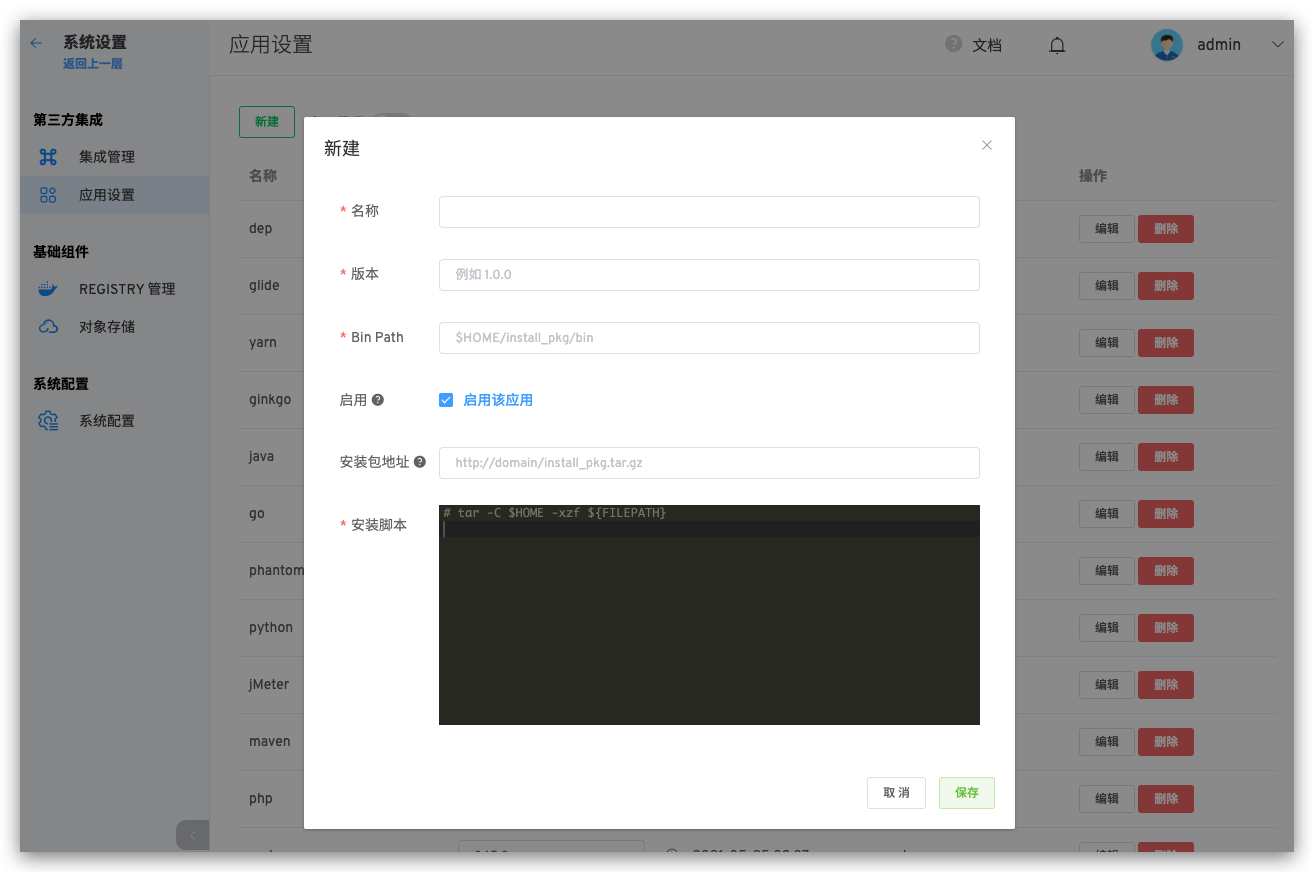 系统设置
返回上一层
应用设置
文档
admin
第三方集成
集成管理
应用设置
基础组件
REGISTRY 管理
对象存储
系统配置
系统配置
新建
名称
操作
dep
编辑 删除
glide
编辑 删除
yarn
编辑 删除
ginkgo
编辑 删除
java
编辑 删除
go
编辑 删除
phantom
编辑 删除
python
编辑 删除
jMeter
编辑 删除
maven
编辑 删除
php
编辑 删除
新建
* 名称
* 版本
例如 1.0.0
* Bin Path
$HOME/install_pkg/bin
启用
启用该应用
安装包地址
http://domain/install_pkg.tar.gz
* 安装脚本
# tar -C $HOME -xzf ${FILEPATH}
取消
保存